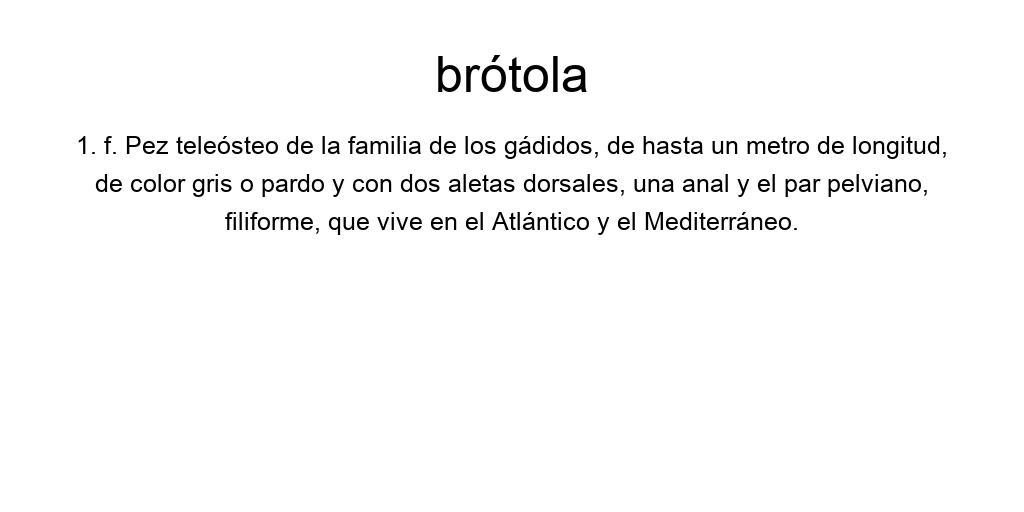 brótola
1. f. Pez teleósteo de la familia de los gádidos, de hasta un metro de longitud,
de color gris o pardo y con dos aletas dorsales, una anal y el par pelviano,
filiforme, que vive en el Atlántico y el Mediterráneo.